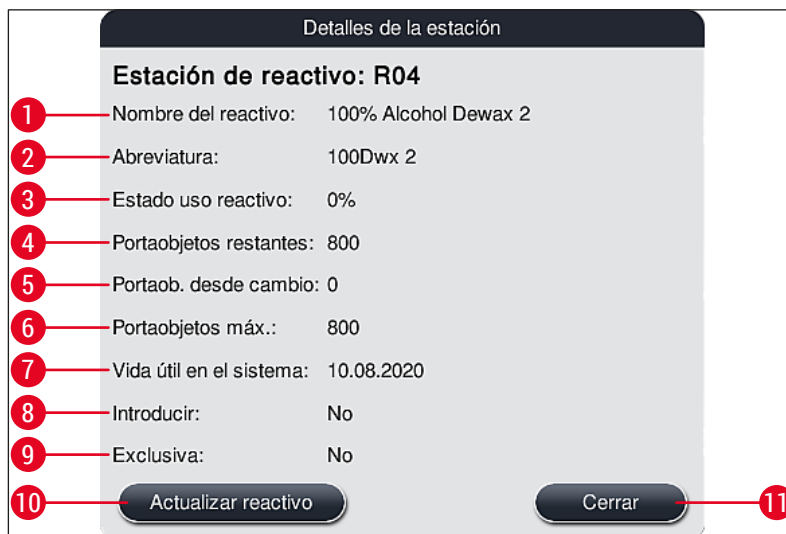 Detalles de la estación
Estación de reactivo: R04
1 Nombre del reactivo: 100% Alcohol Dewax 2
2 Abreviatura: 100Dwx 2
3 Estado uso reactivo: 0%
4 Portaobjetos restantes: 800
5 Portaob. desde cambio: 0
6 Portaobjetos máx.: 800
7 Vida útil en el sistema: 10.08.2020
8 Introducir: No
9 Exclusiva: No
10 Actualizar reactivo Cerrar 11